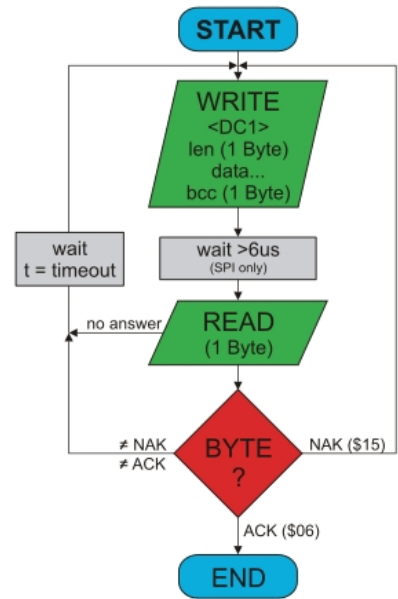 START
WRITE
<DC1>
len (1 Byte)
data...
bcc (1 Byte)
wait
t = timeout
wait >6us
(SPI only)
no answer
READ
(1 Byte)
≠ NAK
≠ ACK
BYTE
?
NAK ($15)
ACK ($06)
END